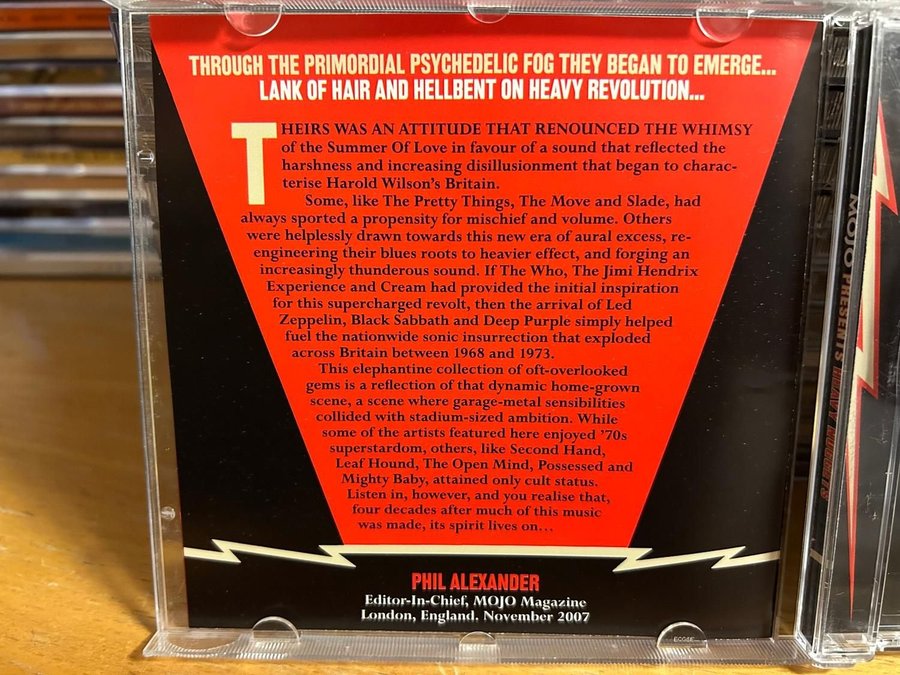 THROUGH THE PRIMORDIAL PSYCHEDELIC FOG THEY BEGAN TO EMERGE...
LANK OF HAIR AND HELLBENT ON HEAVY REVOLUTION...
THEIRS WAS AN ATTITUDE THAT RENOUNCED THE WHIMSY
of the Summer Of Love in favour of a sound that reflected the
harshness and increasing disillusionment that began to charac-
terise Harold Wilson's Britain.
Some, like The Pretty Things, The Move and Slade, had
always sported a propensity for mischief and volume. Others
were helplessly drawn towards this new era of aural excess, re-
engineering their blues roots to heavier effect, and forging an
increasingly thunderous sound. If The Who, The Jimi Hendrix
Experience and Cream had provided the initial inspiration
for this supercharged revolt, then the arrival of Led
Zeppelin, Black Sabbath and Deep Purple simply helped
fuel the nationwide sonic insurrection that exploded
across Britain between 1968 and 1973.
This elephantine collection of oft-overlooked
gems is a reflection of that dynamic home-grown
scene, a scene where garage-metal sensibilities
collided with stadium-sized ambition. While
some of the artists featured here enjoyed '70s
superstardom, others, like Second Hand,
Leaf Hound, The Open Mind, Possessed and
Mighty Baby, attained only cult status.
Listen in, however, and you realise that,
four decades after much of this music
was made, its spirit lives on...
PHIL ALEXANDER
Editor-In-Chief, MOJO Magazine
London, England. November 2007
MOJO PRESENTS HEAVY NUGGETS